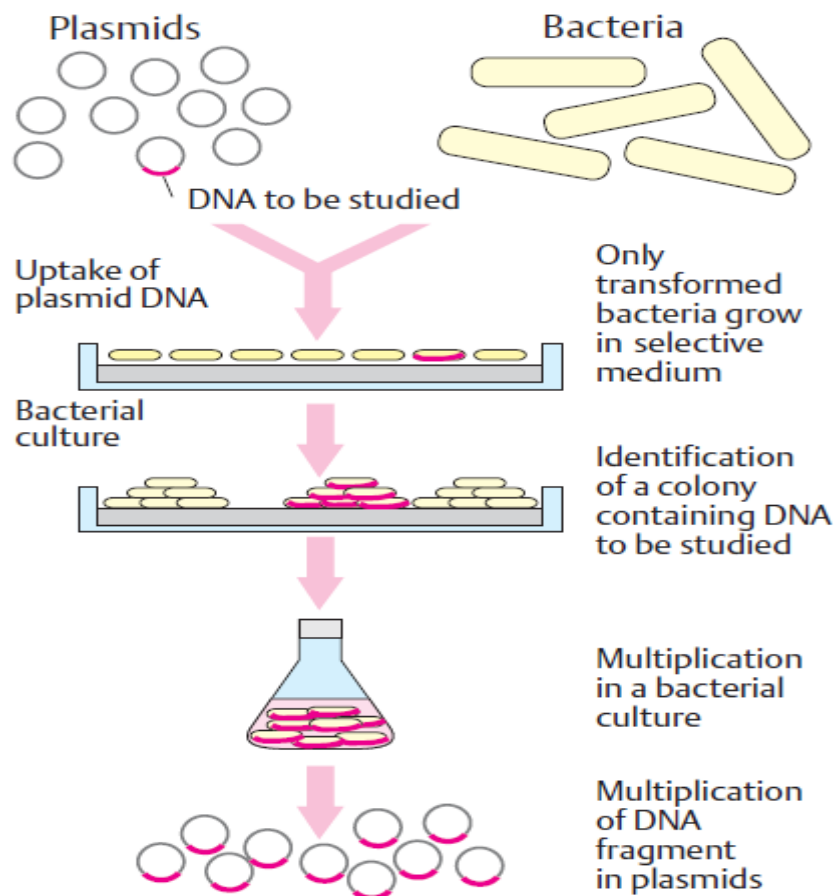 Plasmids
Bacteria
DNA to be studied
Uptake of
plasmid DNA
Only
transformed
bacteria grow
in selective
medium
Bacterial
culture
Identification
of a colony
containing DNA
to be studied
Multiplication
in a bacterial
culture
Multiplication
of DNA
fragment
in plasmids